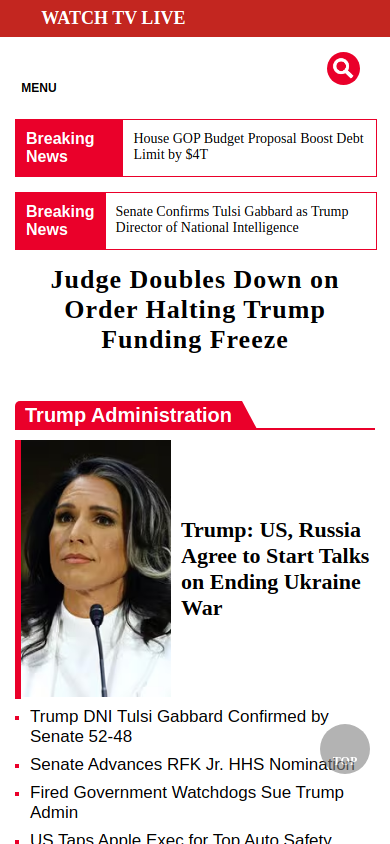 WATCH TV LIVE
MENU
Breaking
News
House GOP Budget Proposal Boost Debt
Limit by $4T
Breaking
News
Senate Confirms Tulsi Gabbard as Trump
Director of National Intelligence
Judge Doubles Down on
Order Halting Trump
Funding Freeze
Trump Administration
Trump: US, Russia
Agree to Start Talks
on Ending Ukraine
War
Trump DNI Tulsi Gabbard Confirmed by
Senate 52-48
Senate Advances RFK Jr. HHS Nomination
TOP
Fired Government Watchdogs Sue Trump
Admin
US Taps Apple Exec for Top Auto Safety